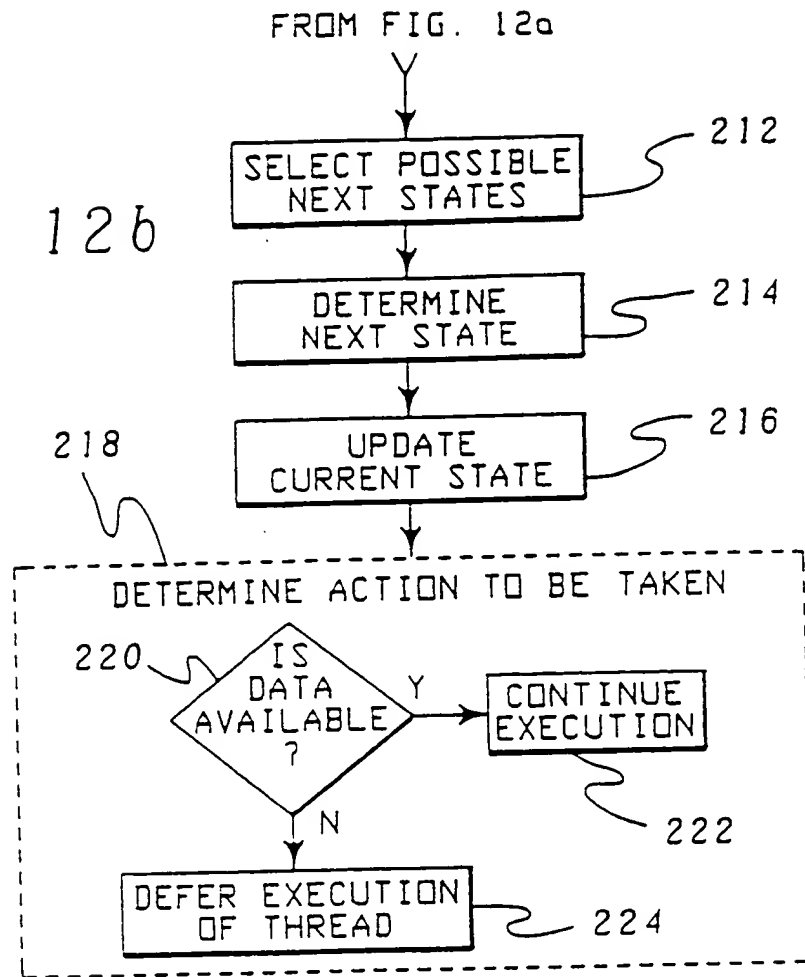 FROM FIG. 12a
212
SELECT POSSIBLE
NEXT STATES
12b
214
DETERMINE
NEXT STATE
216
218
UPDATE
CURRENT STATE
DETERMINE ACTION TO BE TAKEN
220
IS
DATA
AVAILABLE
?
Y
CONTINUE
EXECUTION
N
222
DEFER EXECUTION
OF THREAD
224